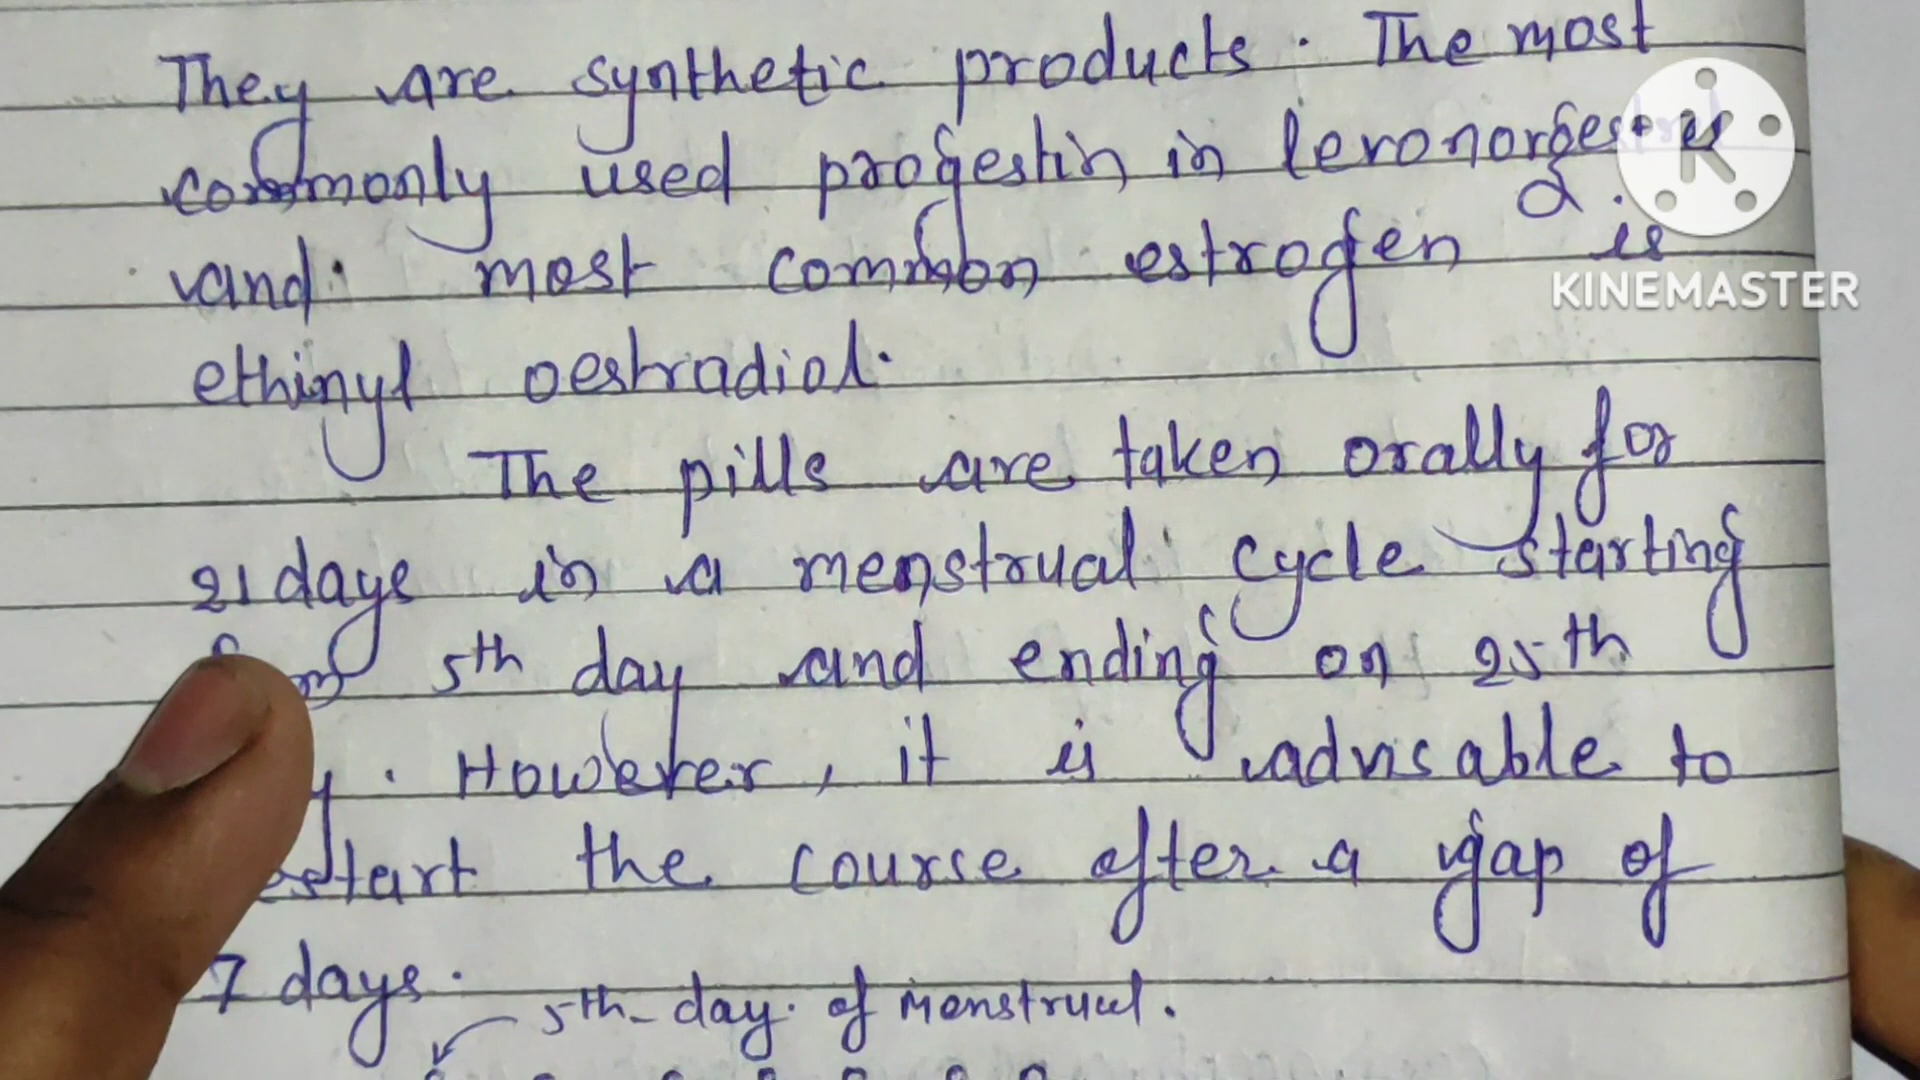 They are synthetic products. The most
commonly used progestin in levonorgestrel
and most common estrogen is
ethinyl oestradiol.
The pills are taken orally for
21 days in a menstrual cycle starting
5th day and ending on 25th
However, it is advisable to
the course after a gap of
7 days.
5th day of menstrual.
KINEMASTER